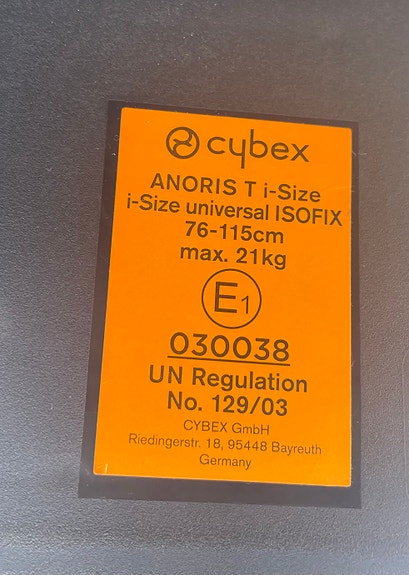 cybex
ANORIS T i-Size
i-Size universal ISOFIX
76-115cm
max. 21kg
E1
030038
UN Regulation
No. 129/03
CYBEX GmbH
Riedingerstr. 18, 95448 Bayreuth
Germany